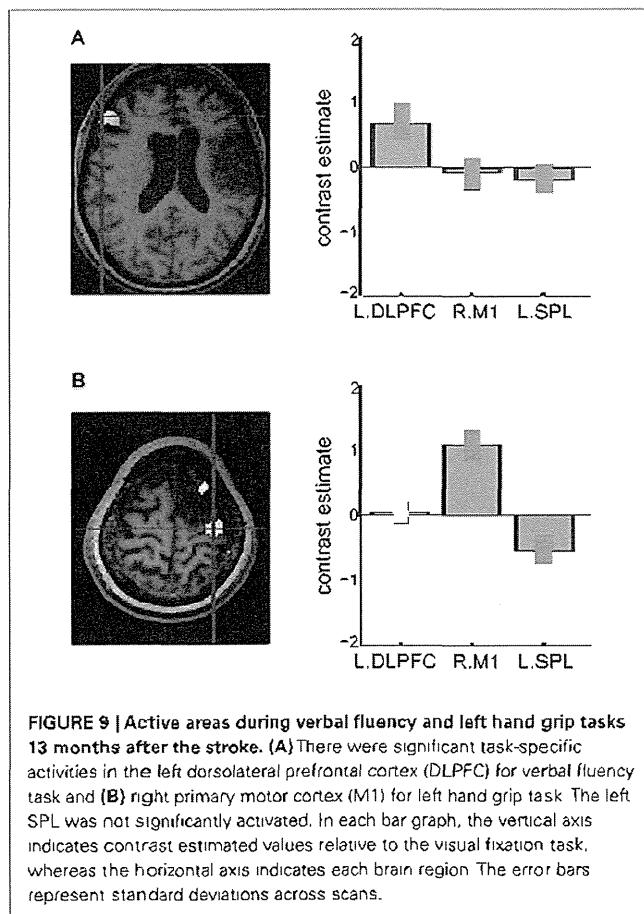 A
2
1
0
−1
−2
contrast estimate
L.DLPFC R.M1 L.SPL
B
2
1
0
−1
−2
contrast estimate
L.DLPFC R.M1 L.SPL
FIGURE 9 | Active areas during verbal fluency and left hand grip tasks
13 months after the stroke. (A) There were significant task-specific
activities in the left dorsolateral prefrontal cortex (DLPFC) for verbal fluency
task and (B) right primary motor cortex (M1) for left hand grip task The left
SPL was not significantly activated. In each bar graph, the vertical axis
indicates contrast estimated values relative to the visual fixation task,
whereas the horizontal axis indicates each brain region The error bars
represent standard deviations across scans.